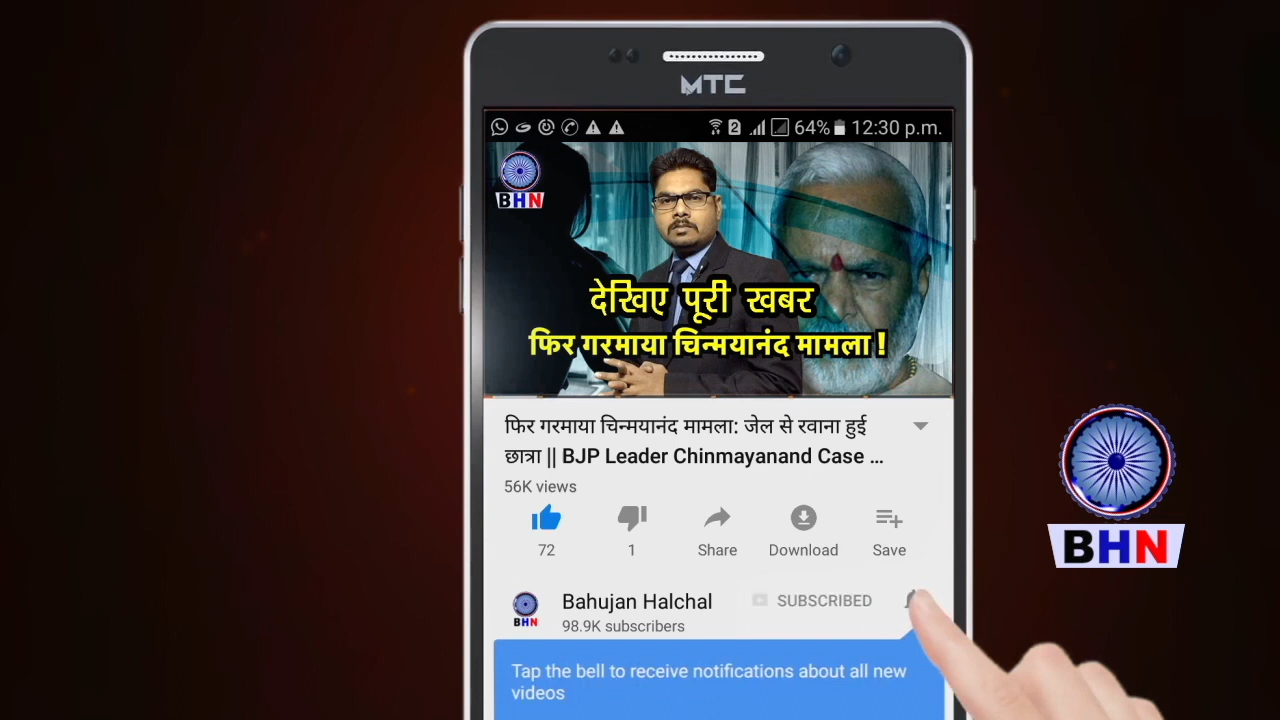 MTC
2 64% 12:30 p.m.
BHN
देखिए पूरी खबर
फिर गरमाया चिन्मयानंद मामला !
फिर गरमाया चिन्मयानंद मामला: जेल से रवाना हुई
छात्रा || BJP Leader Chinmayanand Case ...
56K views
72 1 Share Download Save
BHN
Bahujan Halchal SUBSCRIBED
98.9K subscribers
BHN
Tap the bell to receive notifications about all new
videos